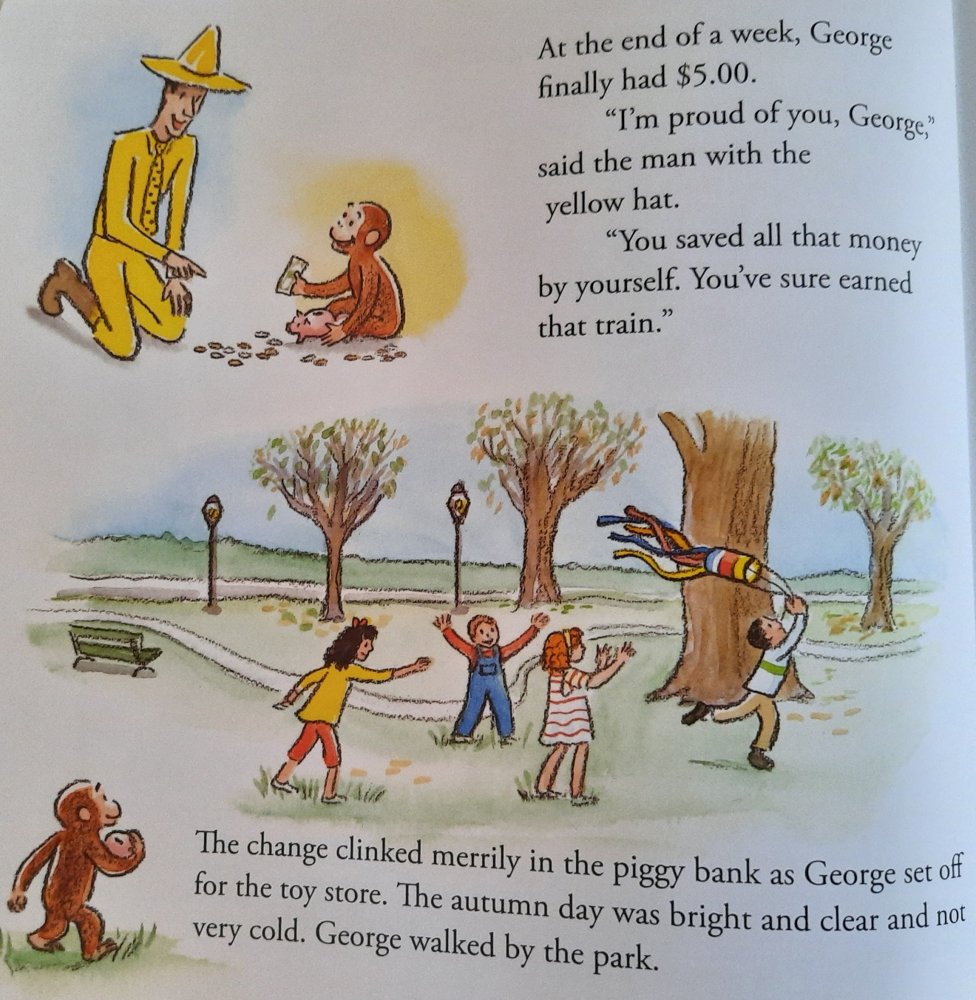 At the end of a week, George
finally had $5.00.
“I’m proud of you, George,”
said the man with the
yellow hat.
“You saved all that money
by yourself. You’ve sure earned
that train.”
The change clinked merrily in the piggy bank as George set off
for the toy store. The autumn day was bright and clear and not
very cold. George walked by the park.